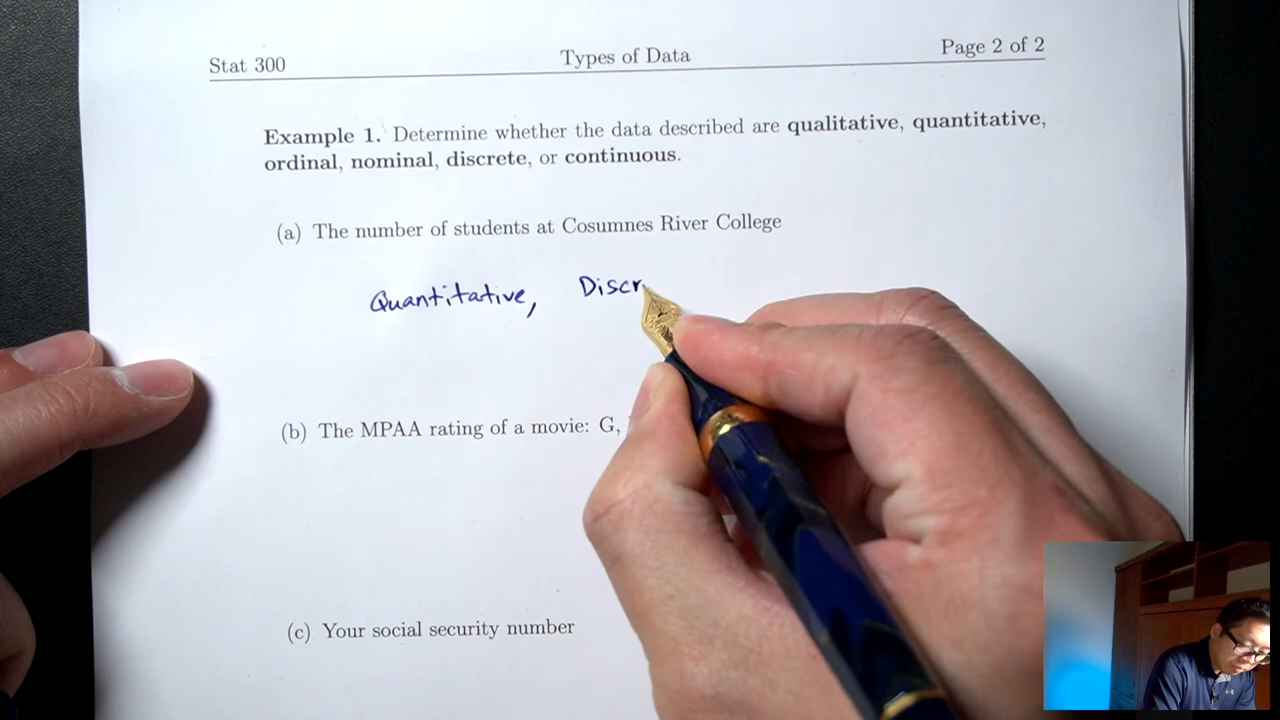 Stat 300 Types of Data Page 2 of 2
Example 1. Determine whether the data described are qualitative, quantitative,
ordinal, nominal, discrete, or continuous.
(a) The number of students at Cosumnes River College
Quantitative, Discr
(b) The MPAA rating of a movie: G,
(c) Your social security number